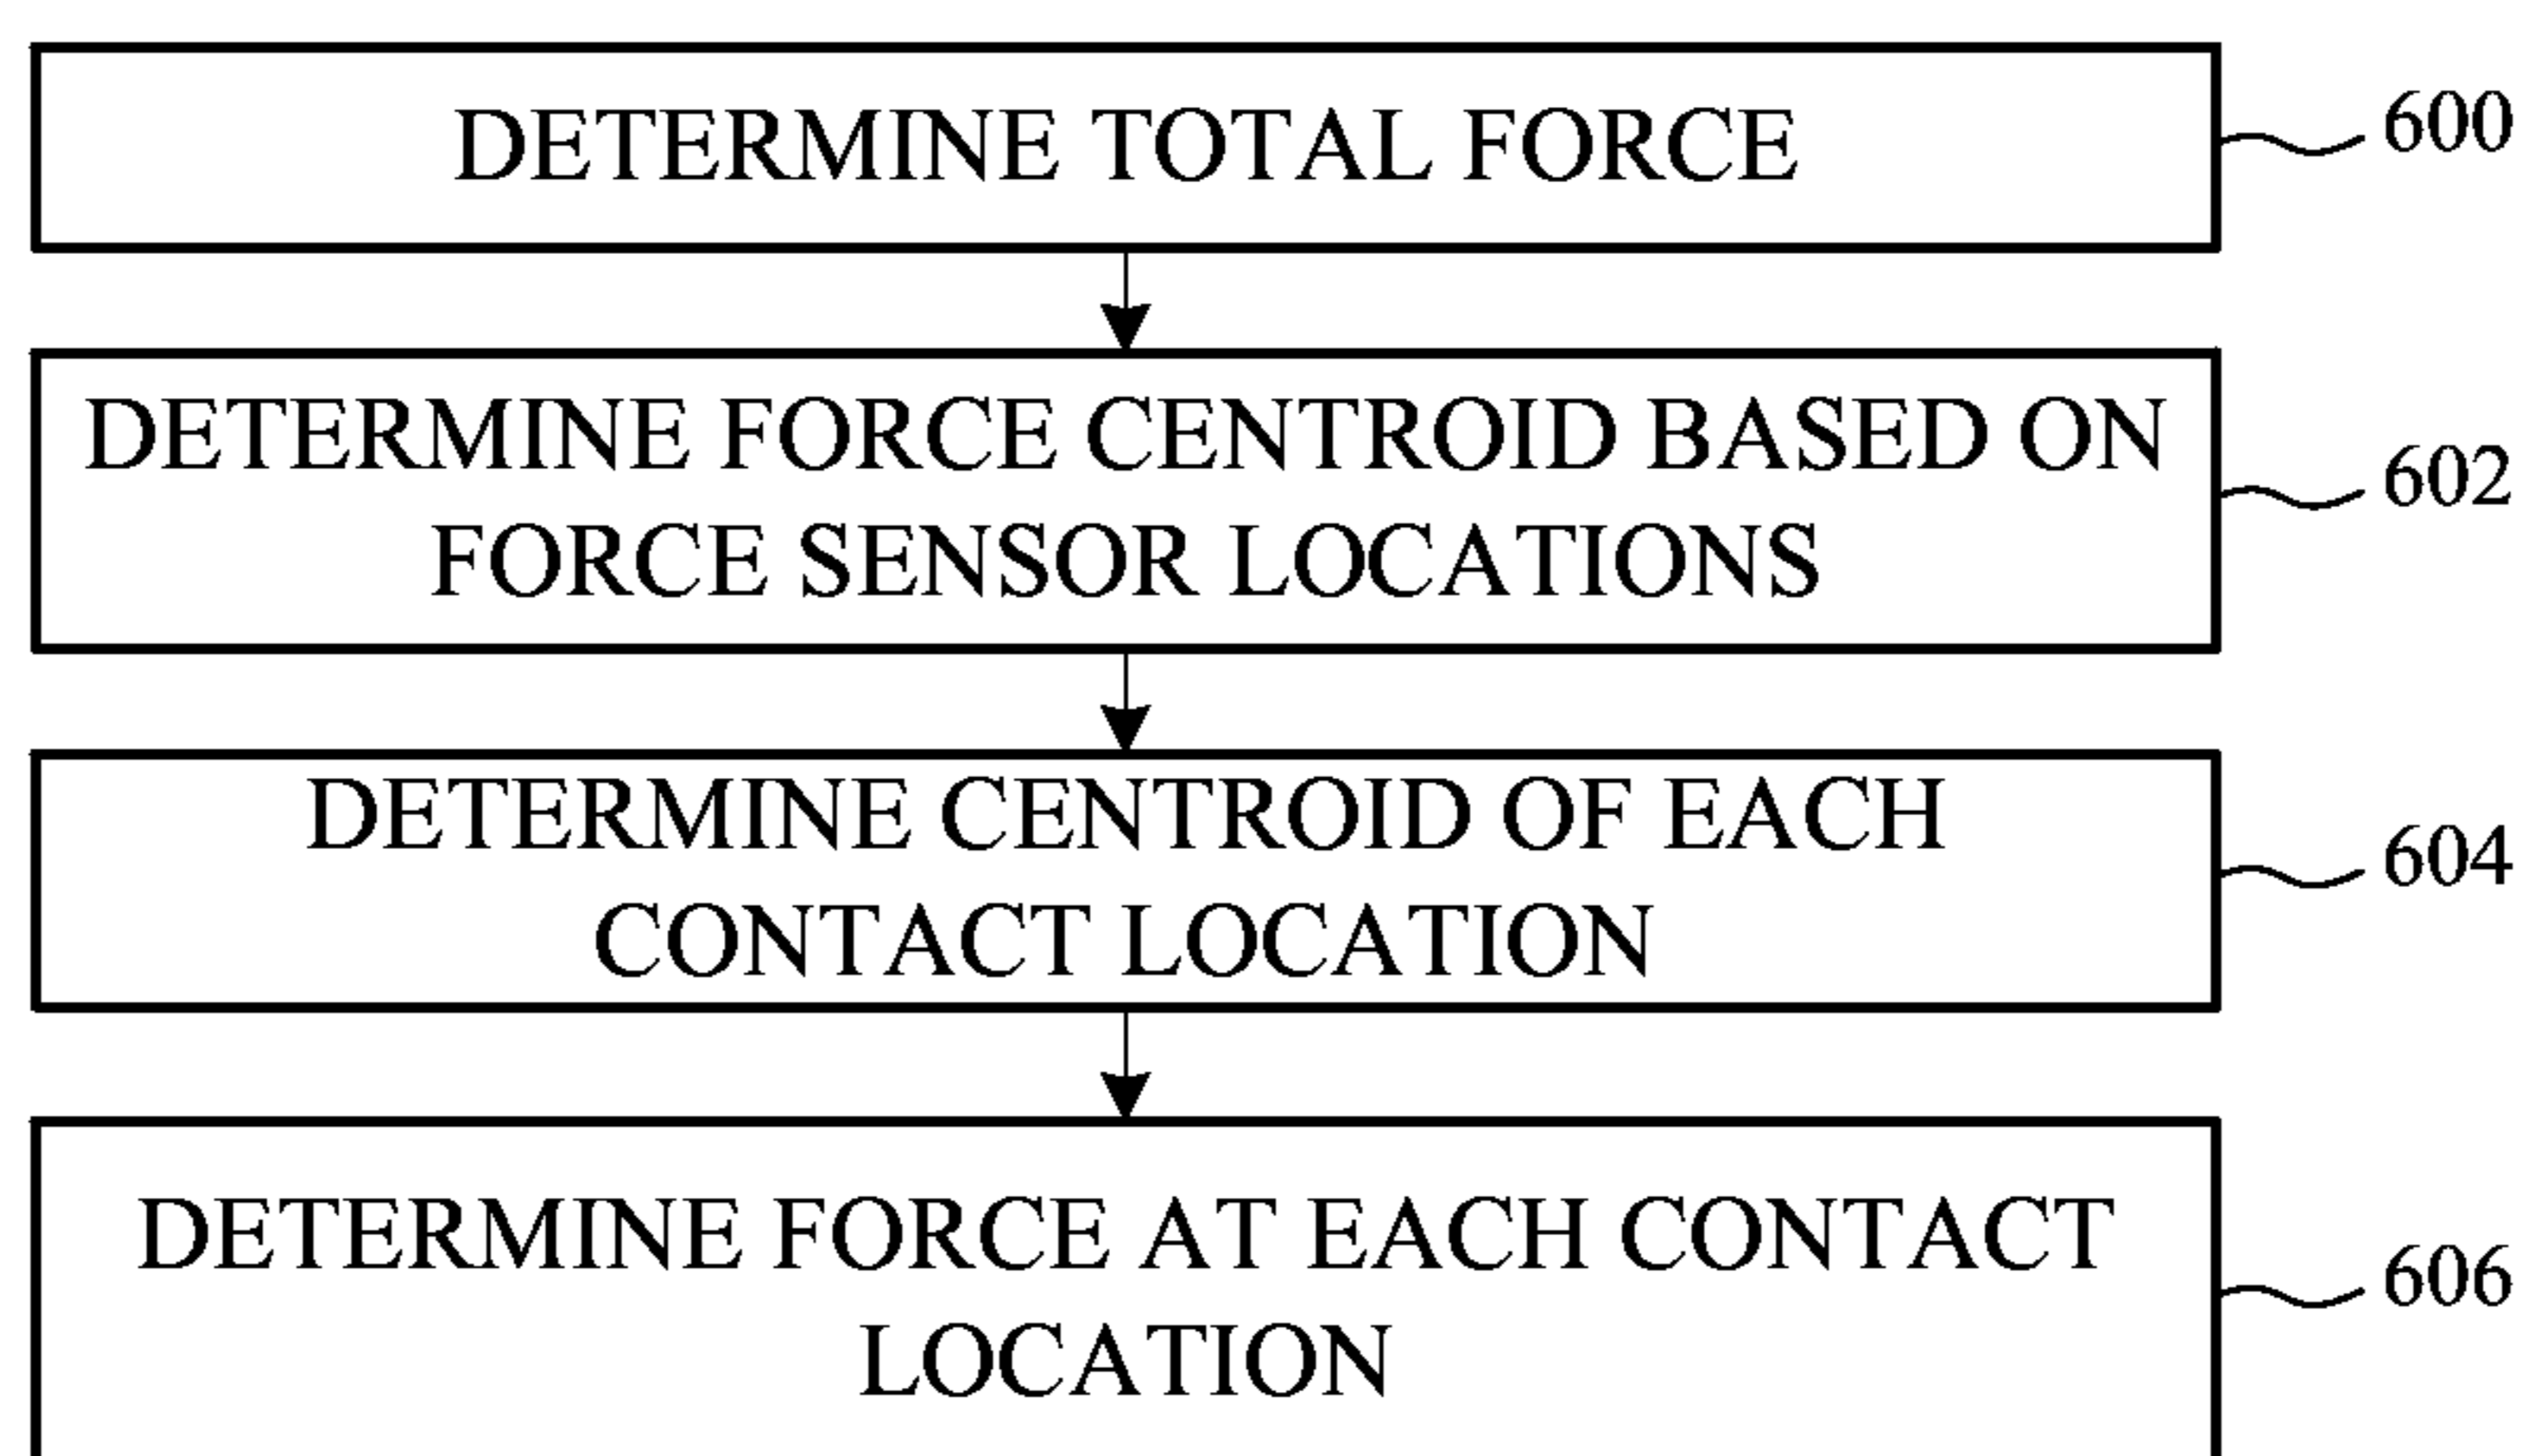 DETERMINE TOTAL FORCE
600
DETERMINE FORCE CENTROID BASED ON
FORCE SENSOR LOCATIONS
602
DETERMINE CENTROID OF EACH
CONTACT LOCATION
604
DETERMINE FORCE AT EACH CONTACT
LOCATION
606